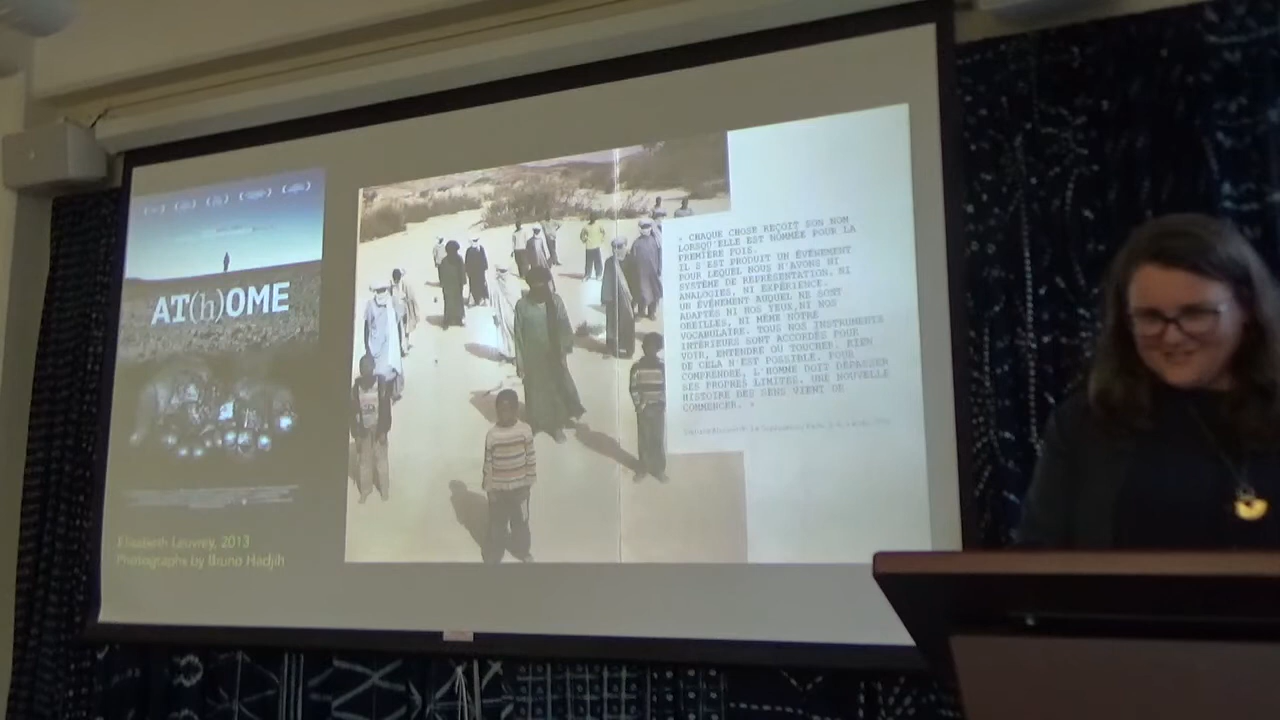 AT(h)OME
Elisabeth Leuvrey, 2013
Photographs by Bruno Hadjih
« CHAQUE CHOSE REÇOIT SON NOM
LORSQU'ELLE EST NOMMÉE POUR LA
PREMIÈRE FOIS.
IL S'EST PRODUIT UN ÉVÉNEMENT
POUR LEQUEL NOUS N'AVONS NI
SYSTÈME DE REPRÉSENTATION, NI
ANALOGIES, NI EXPÉRIENCE.
UN ÉVÉNEMENT AUQUEL NE SONT
ADAPTÉS NI NOS YEUX, NI NOS
OREILLES, NI MÊME NOTRE
VOCABULAIRE. TOUS NOS INSTRUMENTS
INTÉRIEURS SONT ACCORDÉS POUR
VOIR, ENTENDRE OU TOUCHER. RIEN
DE CELA N'EST POSSIBLE. POUR
COMPRENDRE, L'HOMME DOIT DÉPASSER
SES PROPRES LIMITES. UNE NOUVELLE
HISTOIRE DES SENS VIENT DE
COMMENCER. »